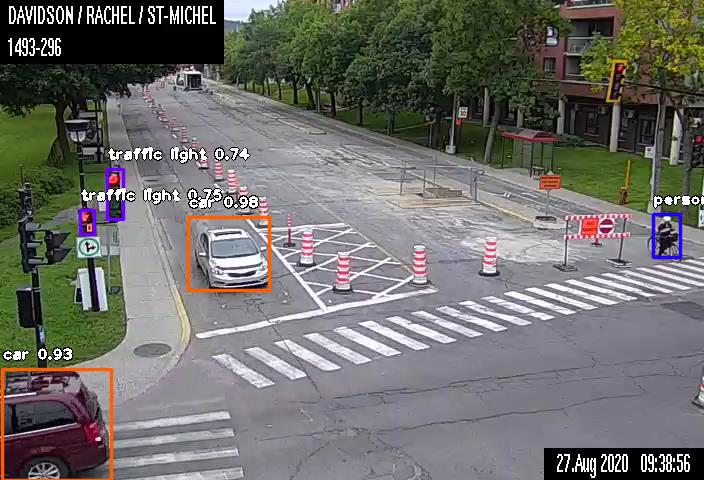 DAVIDSON / RACHEL / ST-MICHEL
1493-296
traffic light 0.74
traffic light 0.75
car 0.98
person
car 0.93
27.Aug 2020 09:38:56